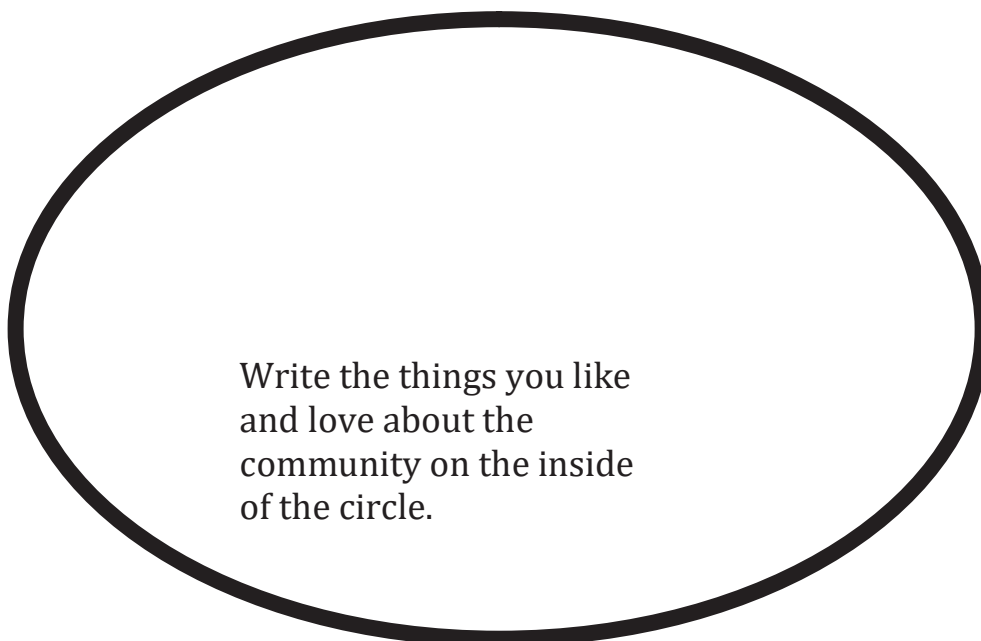 Write the things you like
and love about the
community on the inside
of the circle.